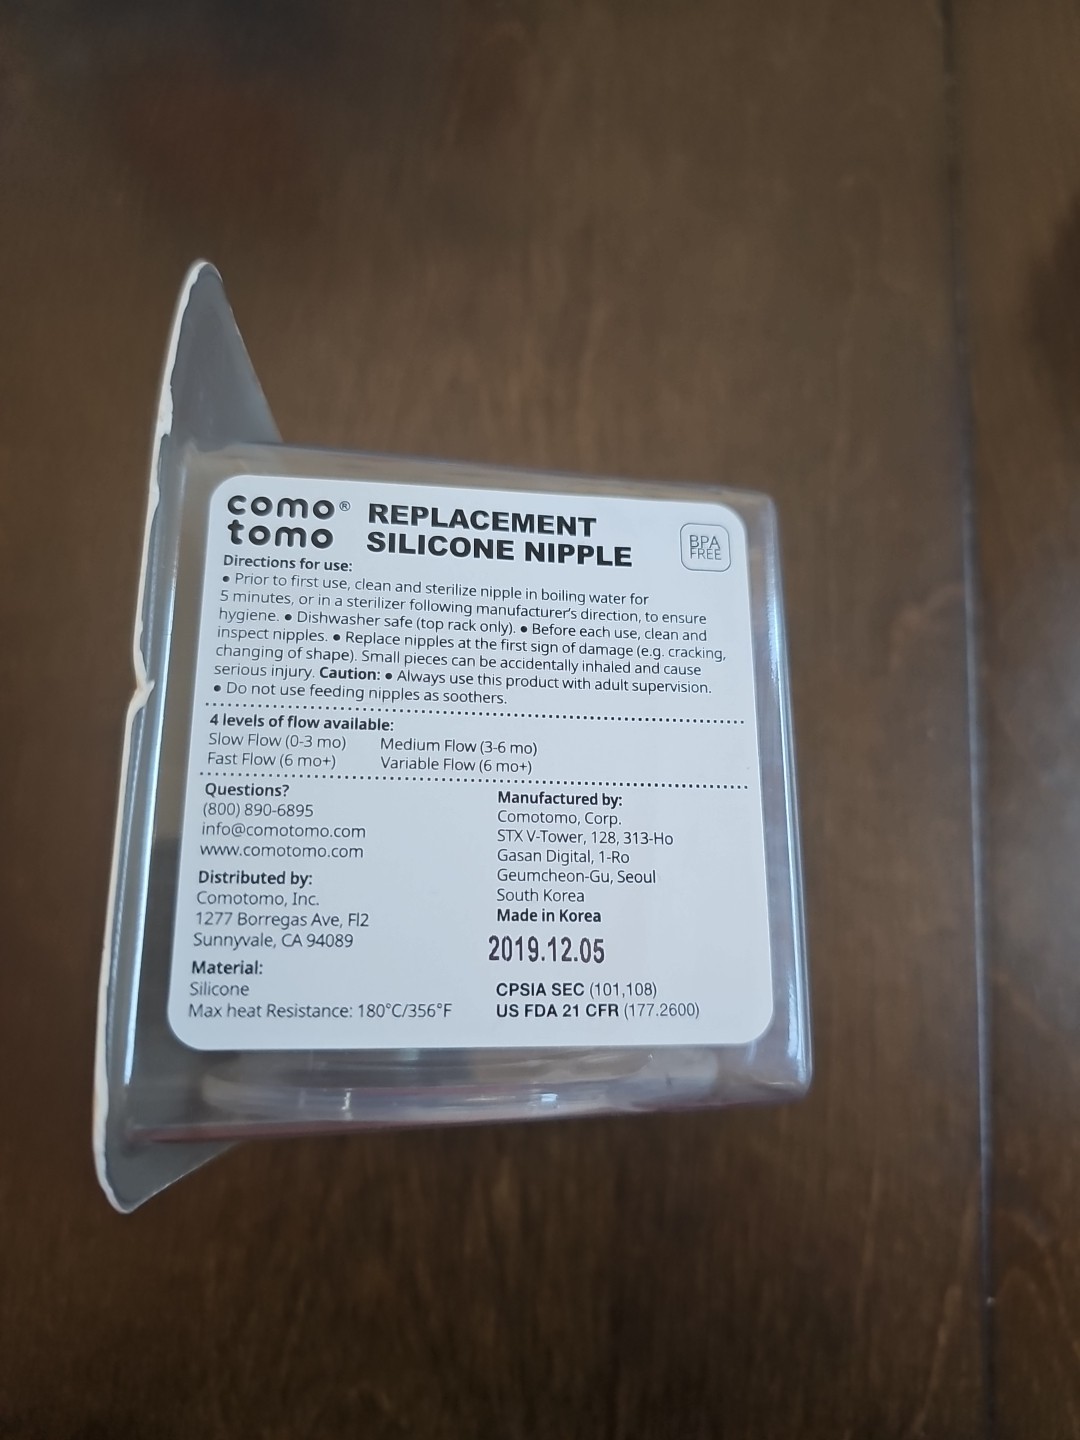 como® tomo REPLACEMENT SILICONE NIPPLE
BPA FREE
Directions for use:
• Prior to first use, clean and sterilize nipple in boiling water for
5 minutes, or in a sterilizer following manufacturer's direction, to ensure
hygiene. • Dishwasher safe (top rack only). • Before each use, clean and
inspect nipples. • Replace nipples at the first sign of damage (e.g. cracking,
changing of shape). Small pieces can be accidentally inhaled and cause
serious injury. Caution: • Always use this product with adult supervision.
• Do not use feeding nipples as soothers.
4 levels of flow available:
Slow Flow (0-3 mo) Medium Flow (3-6 mo)
Fast Flow (6 mo+) Variable Flow (6 mo+)
Questions?
(800) 890-6895
info@comotomo.com
www.comotomo.com
Distributed by:
Comotomo, Inc.
1277 Borregas Ave, Fl2
Sunnyvale, CA 94089
Material:
Silicone
Max heat Resistance: 180°C/356°F
Manufactured by:
Comotomo, Corp.
STX V-Tower, 128, 313-Ho
Gasan Digital, 1-Ro
Geumcheon-Gu, Seoul
South Korea
Made in Korea
2019.12.05
CPSIA SEC (101,108)
US FDA 21 CFR (177.2600)